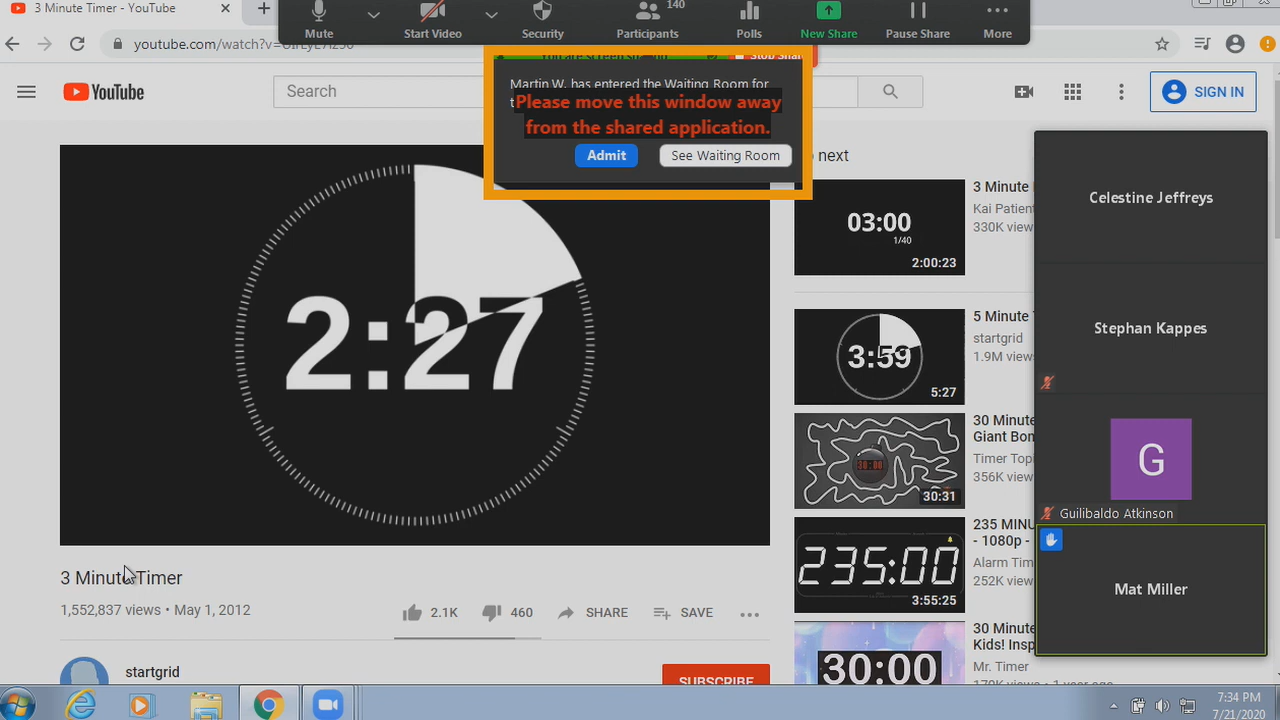 3 Minute Timer - YouTube
Mute
Start Video
Security
140
Participants
Polls
New Share
Pause Share
More
youtube.com/watch?v=
Martin W. has entered the Waiting Room for
Please move this window away
from the shared application.
Admit
See Waiting Room
YouTube
Search
SIGN IN
2:27
next
03:00
1/40
2:00:23
3 Minute
Kai Patient
330K view
3:59
5:27
5 Minute
startgrid
1.9M views
30:00
30:31
30 Minute
Giant Bon
Timer Top
356K view
235:00
3:55:25
235 MINU
- 1080p -
Alarm Tim
252K view
30:00
30 Minute
Kids! Insp
Mr. Timer
Celestine Jeffreys
Stephan Kappes
G
Guilibaldo Atkinson
Mat Miller
3 Minute Timer
1,552,837 views • May 1, 2012
2.1K
460
SHARE
SAVE
startgrid
SUBSCRIBE
7:34 PM
7/21/2020